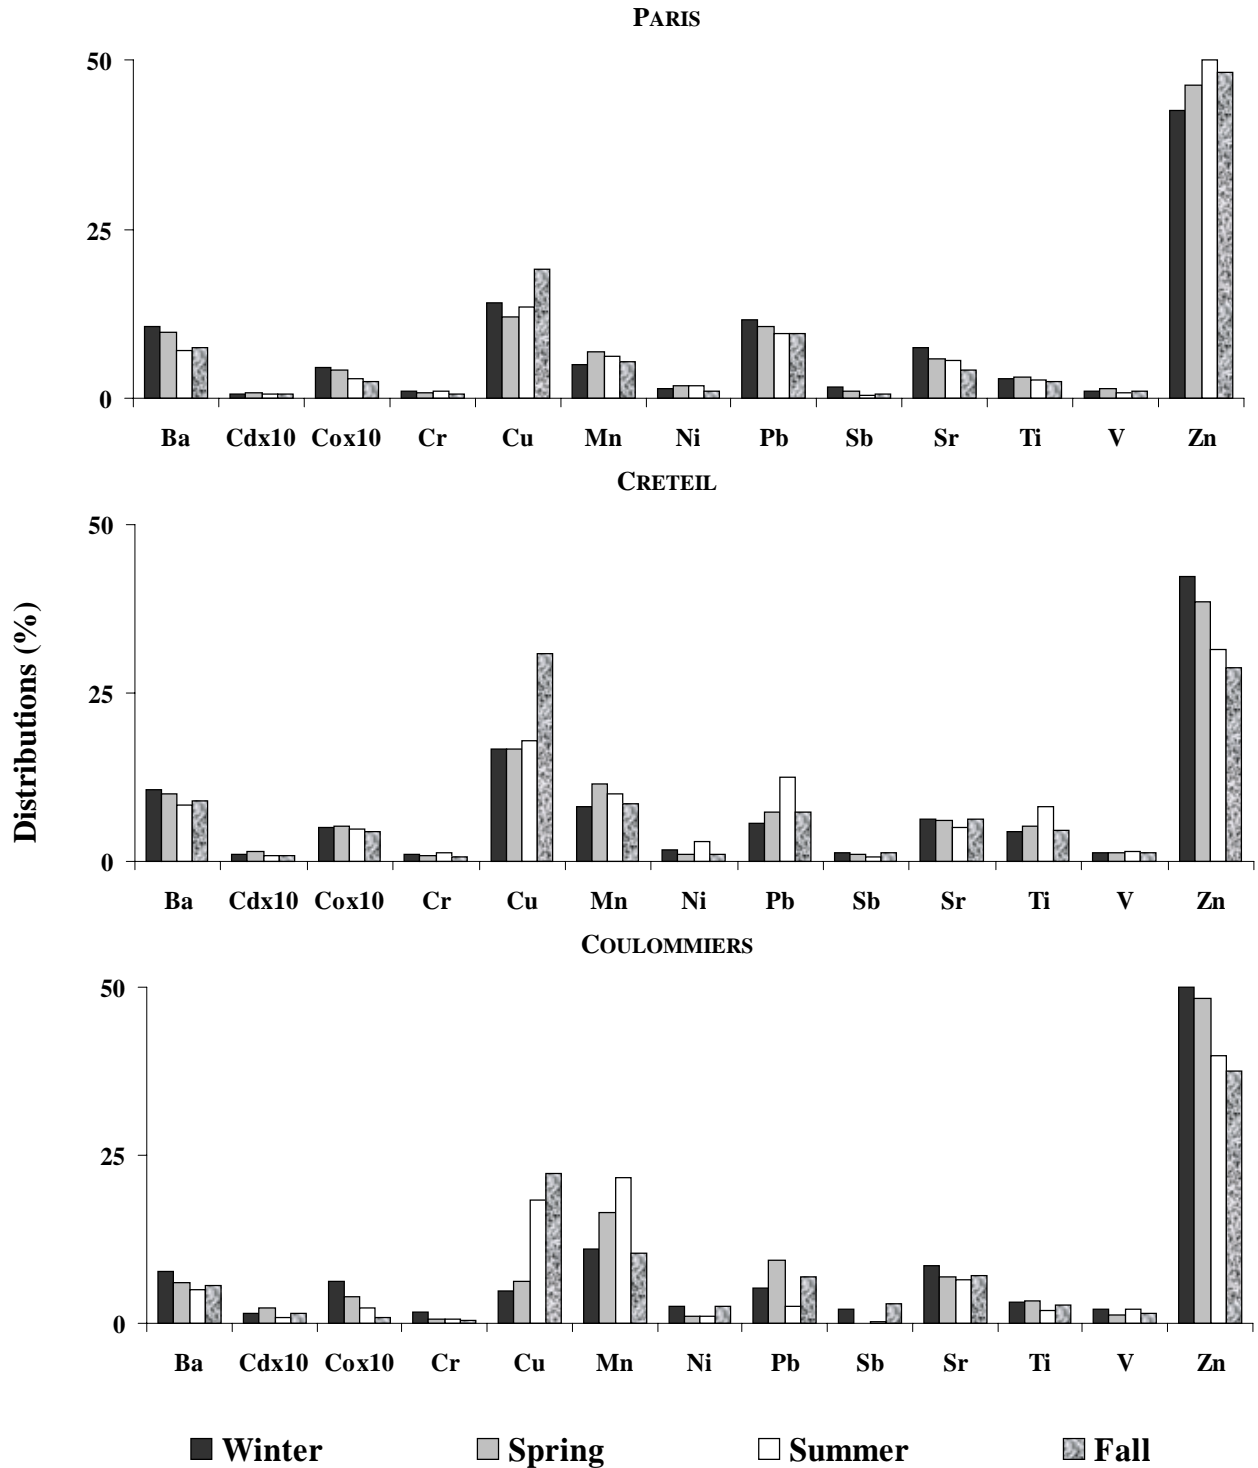 PARIS
50
25
0
Ba Cdx10 Cox10 Cr Cu Mn Ni Pb Sb Sr Ti V Zn
CRETEIL
50
25
0
Ba Cdx10 Cox10 Cr Cu Mn Ni Pb Sb Sr Ti V Zn
Distributions (%)
COULOMMIERS
50
25
0
Ba Cdx10 Cox10 Cr Cu Mn Ni Pb Sb Sr Ti V Zn
Winter Spring Summer Fall